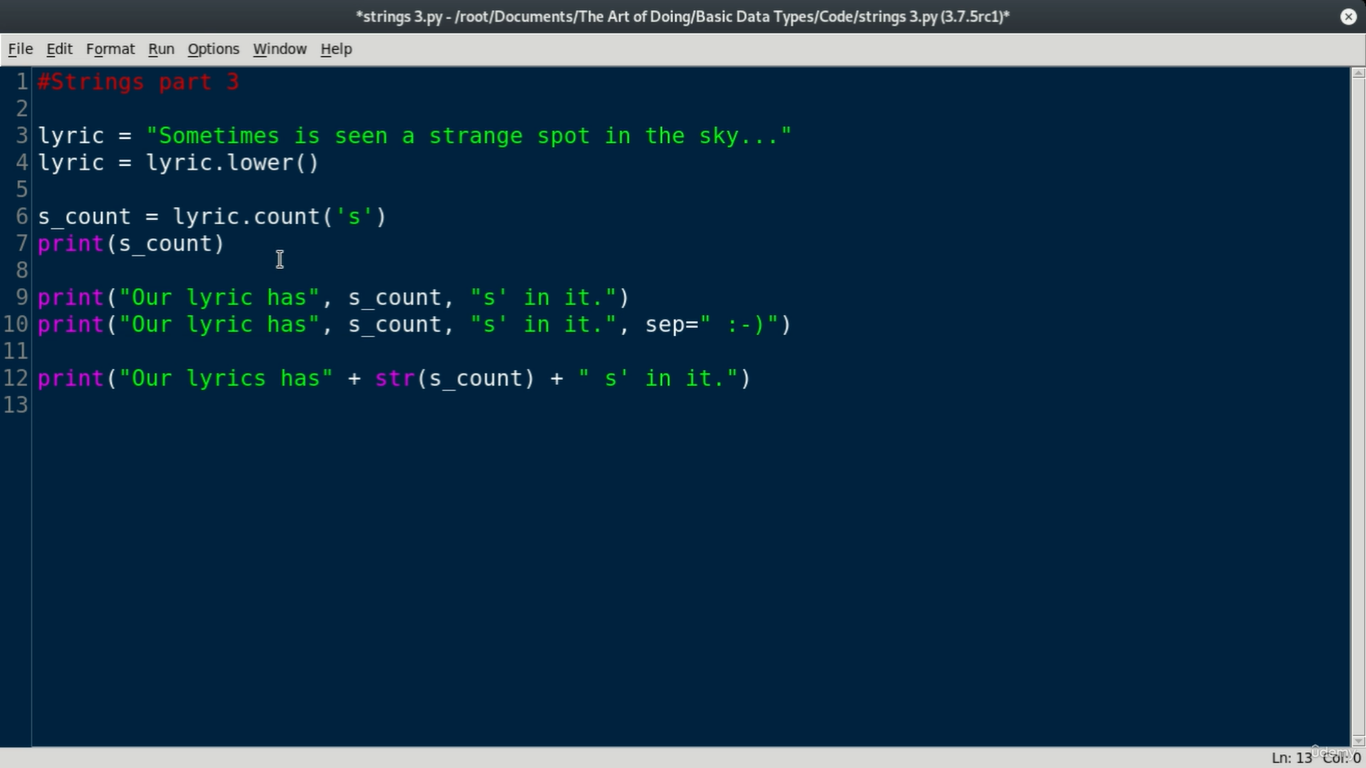 *strings 3.py - /root/Documents/The Art of Doing/Basic Data Types/Code/strings 3.py (3.7.5rc1)*
File Edit Format Run Options Window Help
1 #Strings part 3
2
3 lyric = "Sometimes is seen a strange spot in the sky..."
4 lyric = lyric.lower()
5
6 s_count = lyric.count('s')
7 print(s_count)
8
9 print("Our lyric has", s_count, "s' in it.")
10 print("Our lyric has", s_count, "s' in it.", sep=" :-)")
11
12 print("Our lyrics has" + str(s_count) + " s' in it.")
13
Ln: 13 Col: 0
Udemy